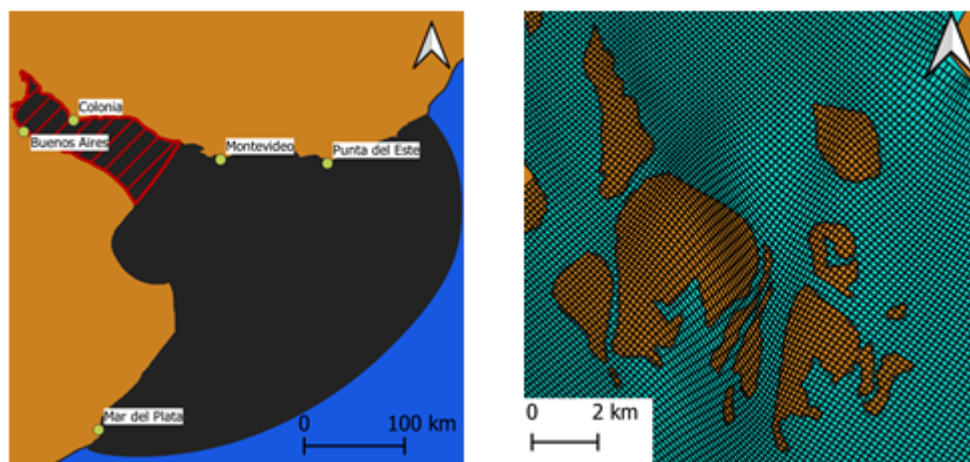 Colonia
Buenos Aires
Montevideo
Punta del Este
Mar del Plata
0 100 km
0 2 km